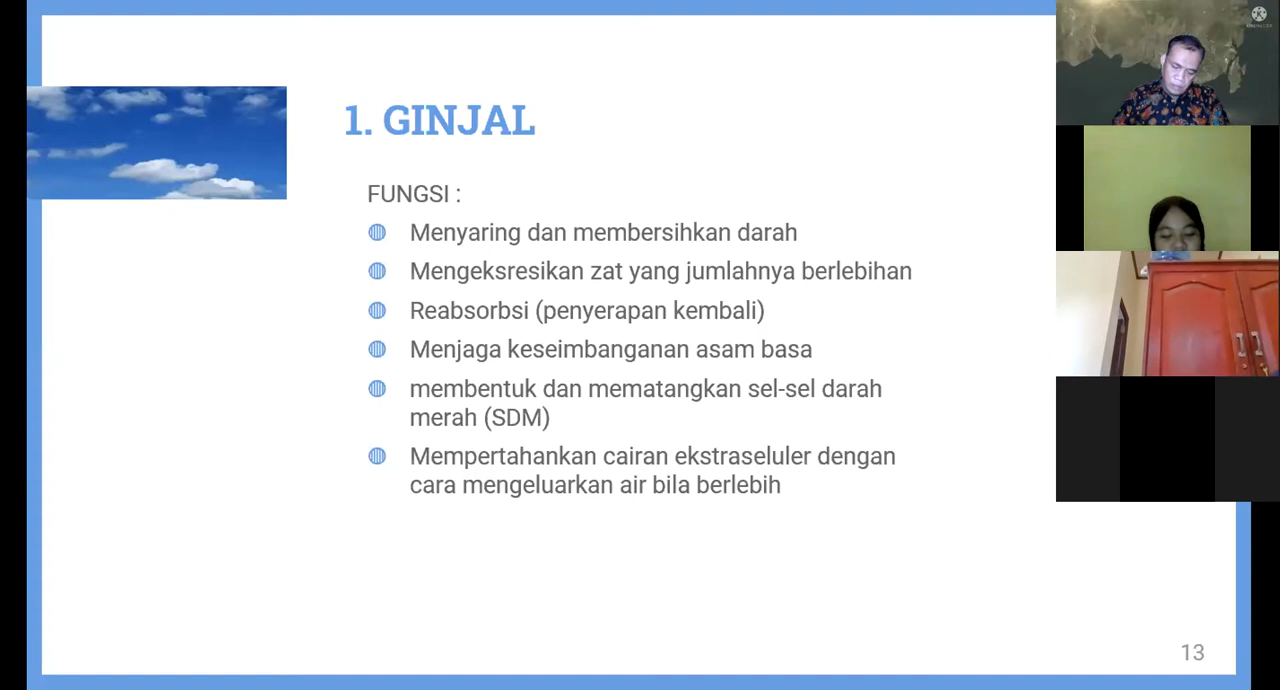 1. GINJAL
FUNGSI :
Menyaring dan membersihkan darah
Mengeksresikan zat yang jumlahnya berlebihan
Reabsorbsi (penyerapan kembali)
Menjaga keseimbanganan asam basa
membentuk dan mematangkan sel-sel darah
merah (SDM)
Mempertahankan cairan ekstraseluler dengan
cara mengeluarkan air bila berlebih
13